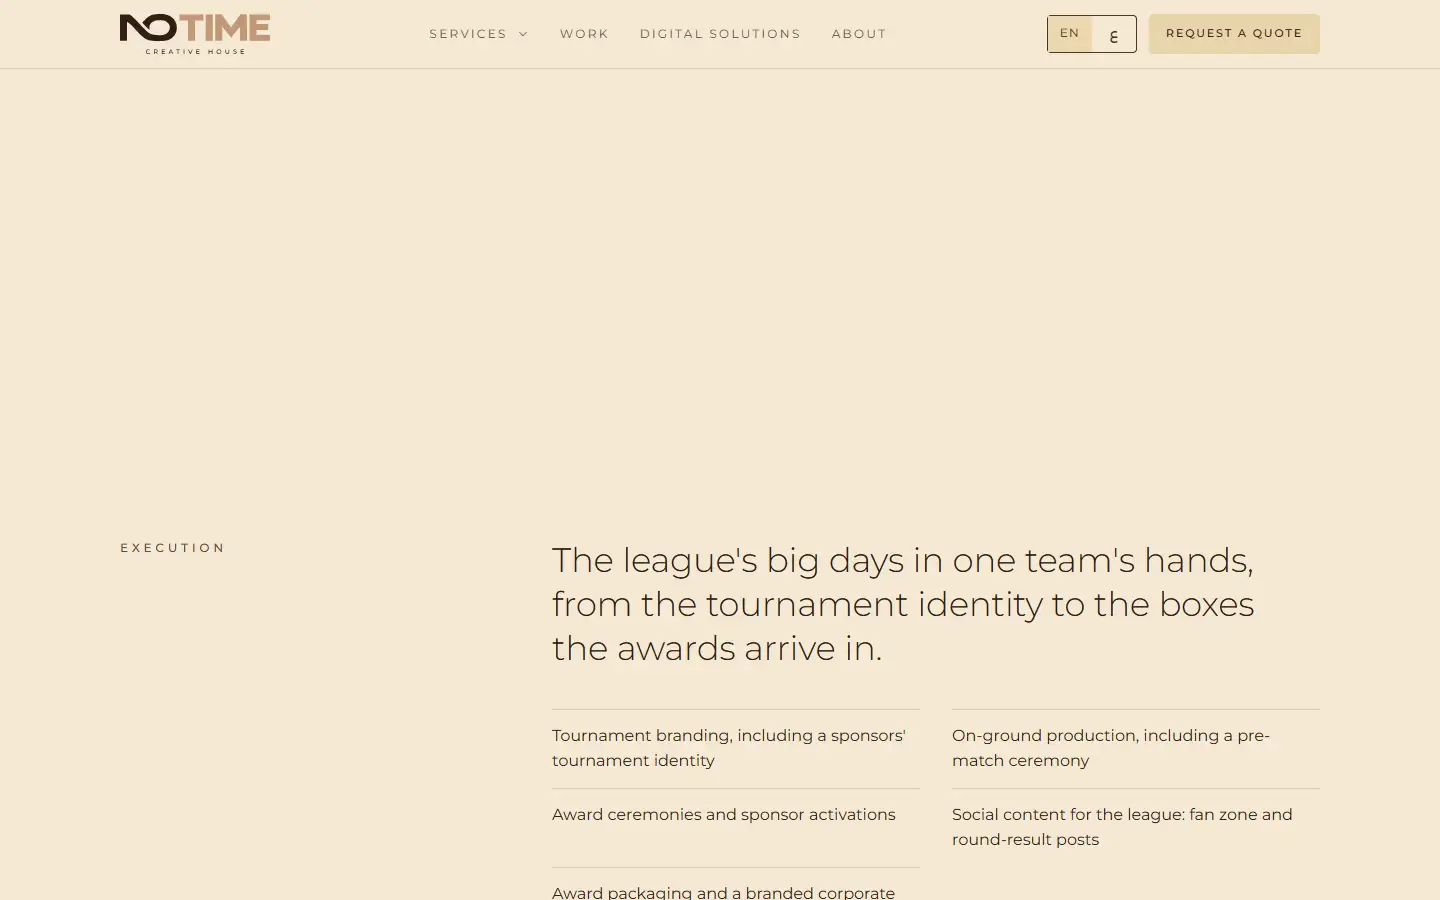 NOTIME
CREATIVE HOUSE
SERVICES
WORK
DIGITAL SOLUTIONS
ABOUT
EN
ع
REQUEST A QUOTE
EXECUTION
The league's big days in one team's hands,
from the tournament identity to the boxes
the awards arrive in.
Tournament branding, including a sponsors'
tournament identity
On-ground production, including a pre-
match ceremony
Award ceremonies and sponsor activations
Social content for the league: fan zone and
round-result posts
Award packaging and a branded corporate